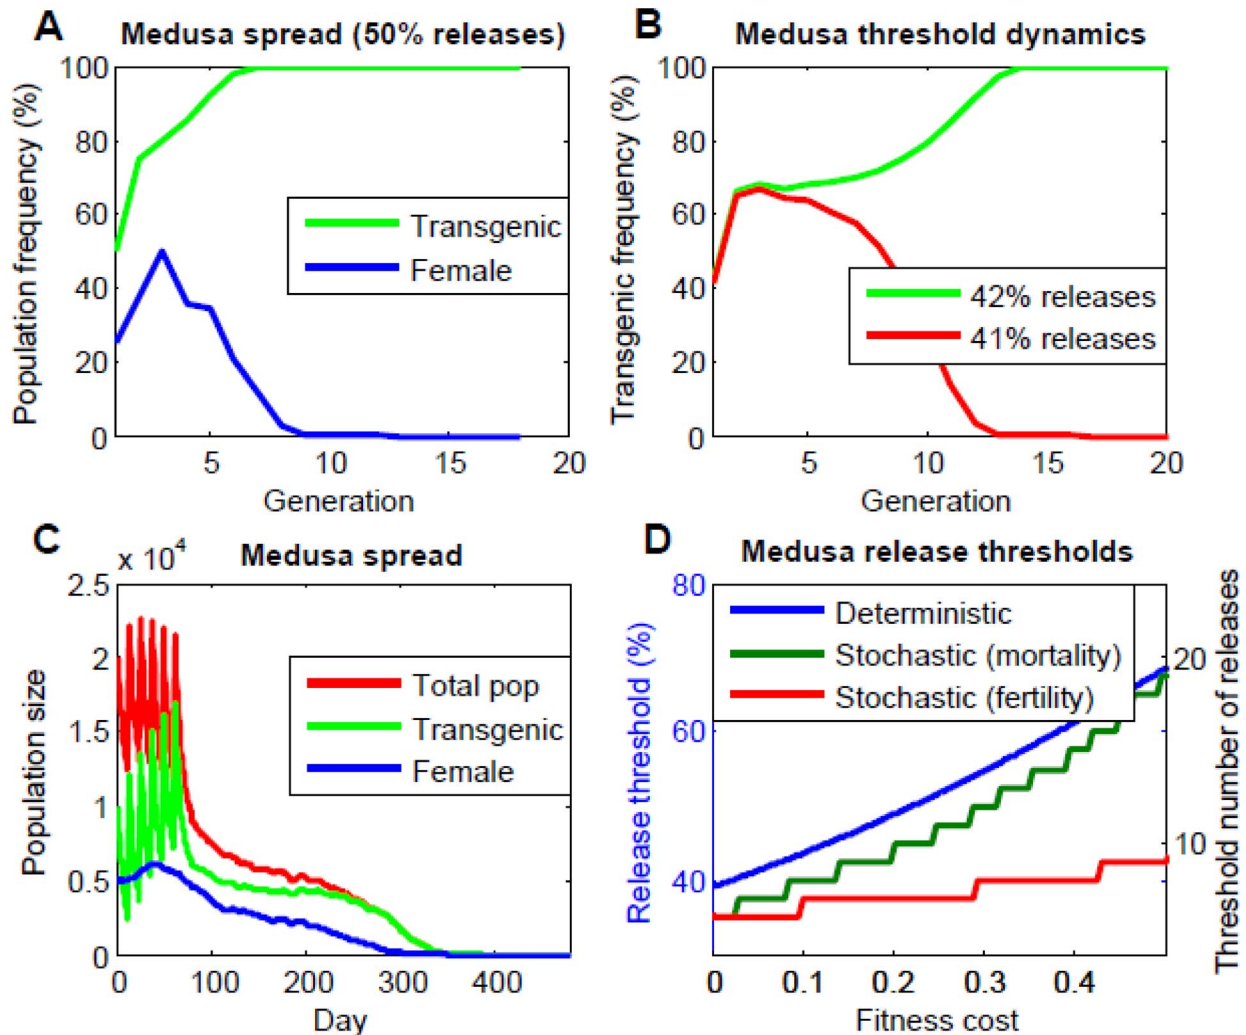 A
Medusa spread (50% releases)
Population frequency (%)
100
80
60
40
20
0
Transgenic
Female
5
10
15
20
Generation
B
Medusa threshold dynamics
Transgenic frequency (%)
100
80
60
40
20
0
42% releases
41% releases
5
10
15
20
Generation
C
x 10^4
Medusa spread
Population size
2.5
2
1.5
1
0.5
0
Total pop
Transgenic
Female
0
100
200
300
400
Day
D
Medusa release thresholds
Release threshold (%)
80
60
40
Deterministic
Stochastic (mortality)
Stochastic (fertility)
20
10
Threshold number of releases
0
0.1
0.2
0.3
0.4
Fitness cost